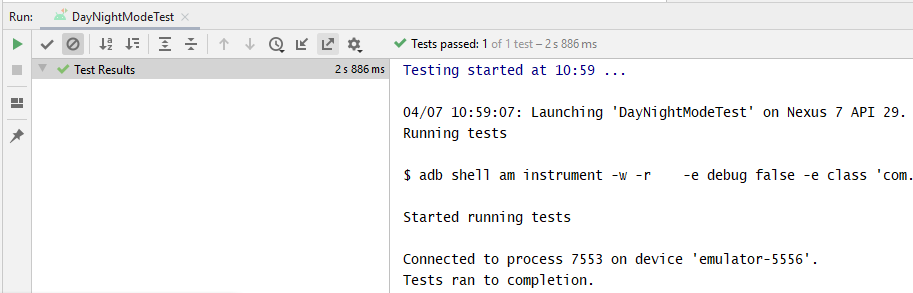 Run: DayNightModeTest
Tests passed: 1 of 1 test – 2 s 886 ms
Test Results 2 s 886 ms
Testing started at 10:59 ...
04/07 10:59:07: Launching 'DayNightModeTest' on Nexus 7 API 29.
Running tests
$ adb shell am instrument -w -r    -e debug false -e class 'com.
Started running tests
Connected to process 7553 on device 'emulator-5556'.
Tests ran to completion.